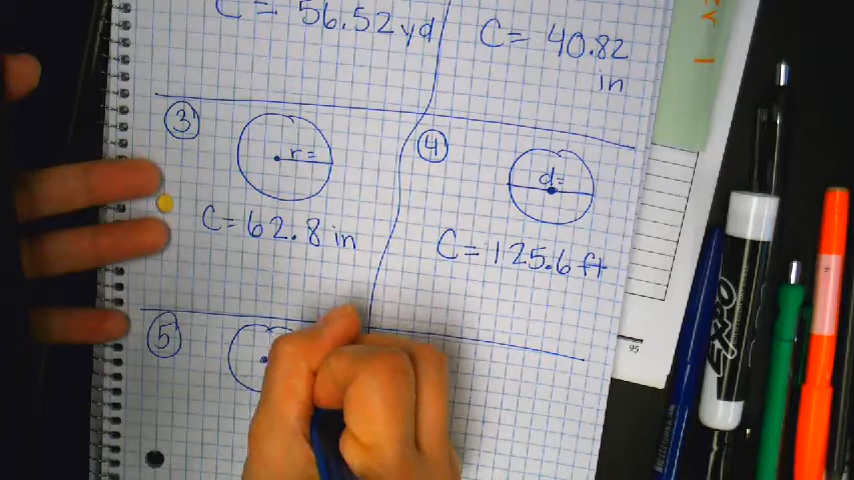 C = 56.52 yd
C = 40.82
in
3
r =
C = 62.8 in
4
d =
C = 125.6 ft
5
EXPO
95